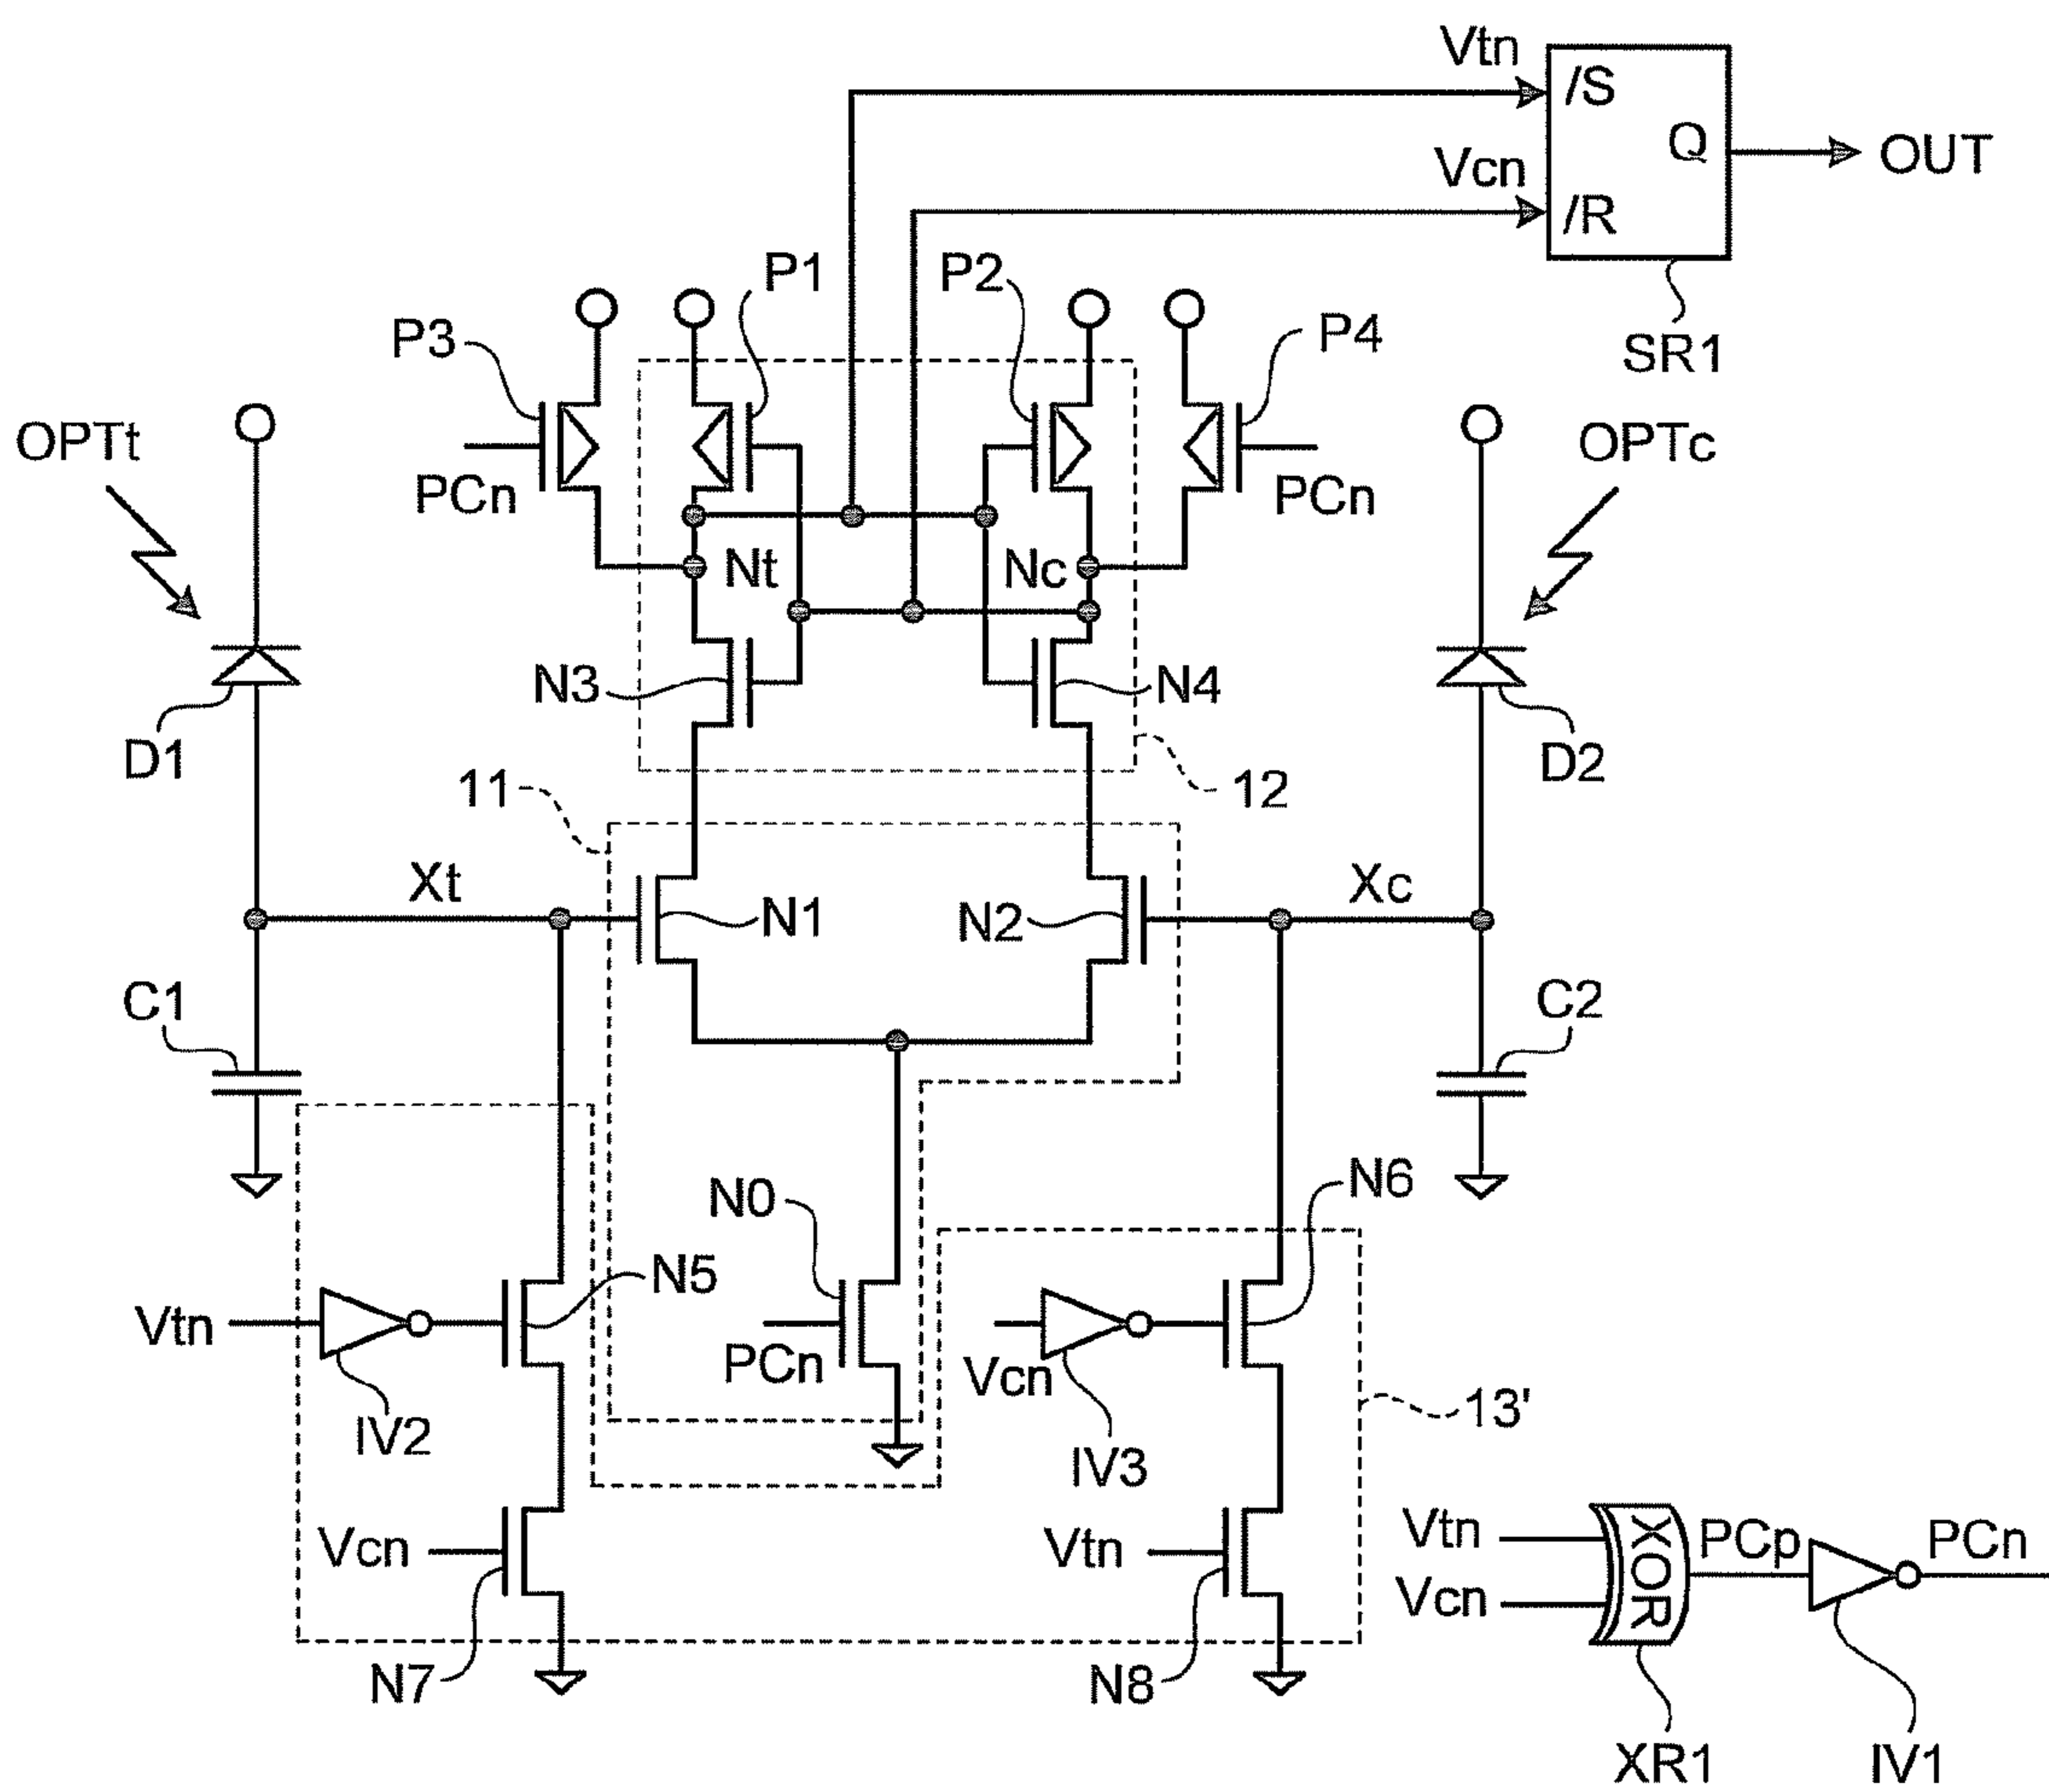 Vtn
/S
Q
OUT
Vcn
/R
SR1
P1
P2
P3
P4
OPTt
OPTc
PCn
PCn
Nt
Nc
N3
N4
D1
D2
11
12
Xt
Xc
N1
N2
C1
C2
N0
N6
N5
Vtn
PCn
Vcn
IV2
IV3
13'
Vcn
Vtn
Vtn
Vcn
XOR
PCp
PCn
N7
N8
XR1
IV1